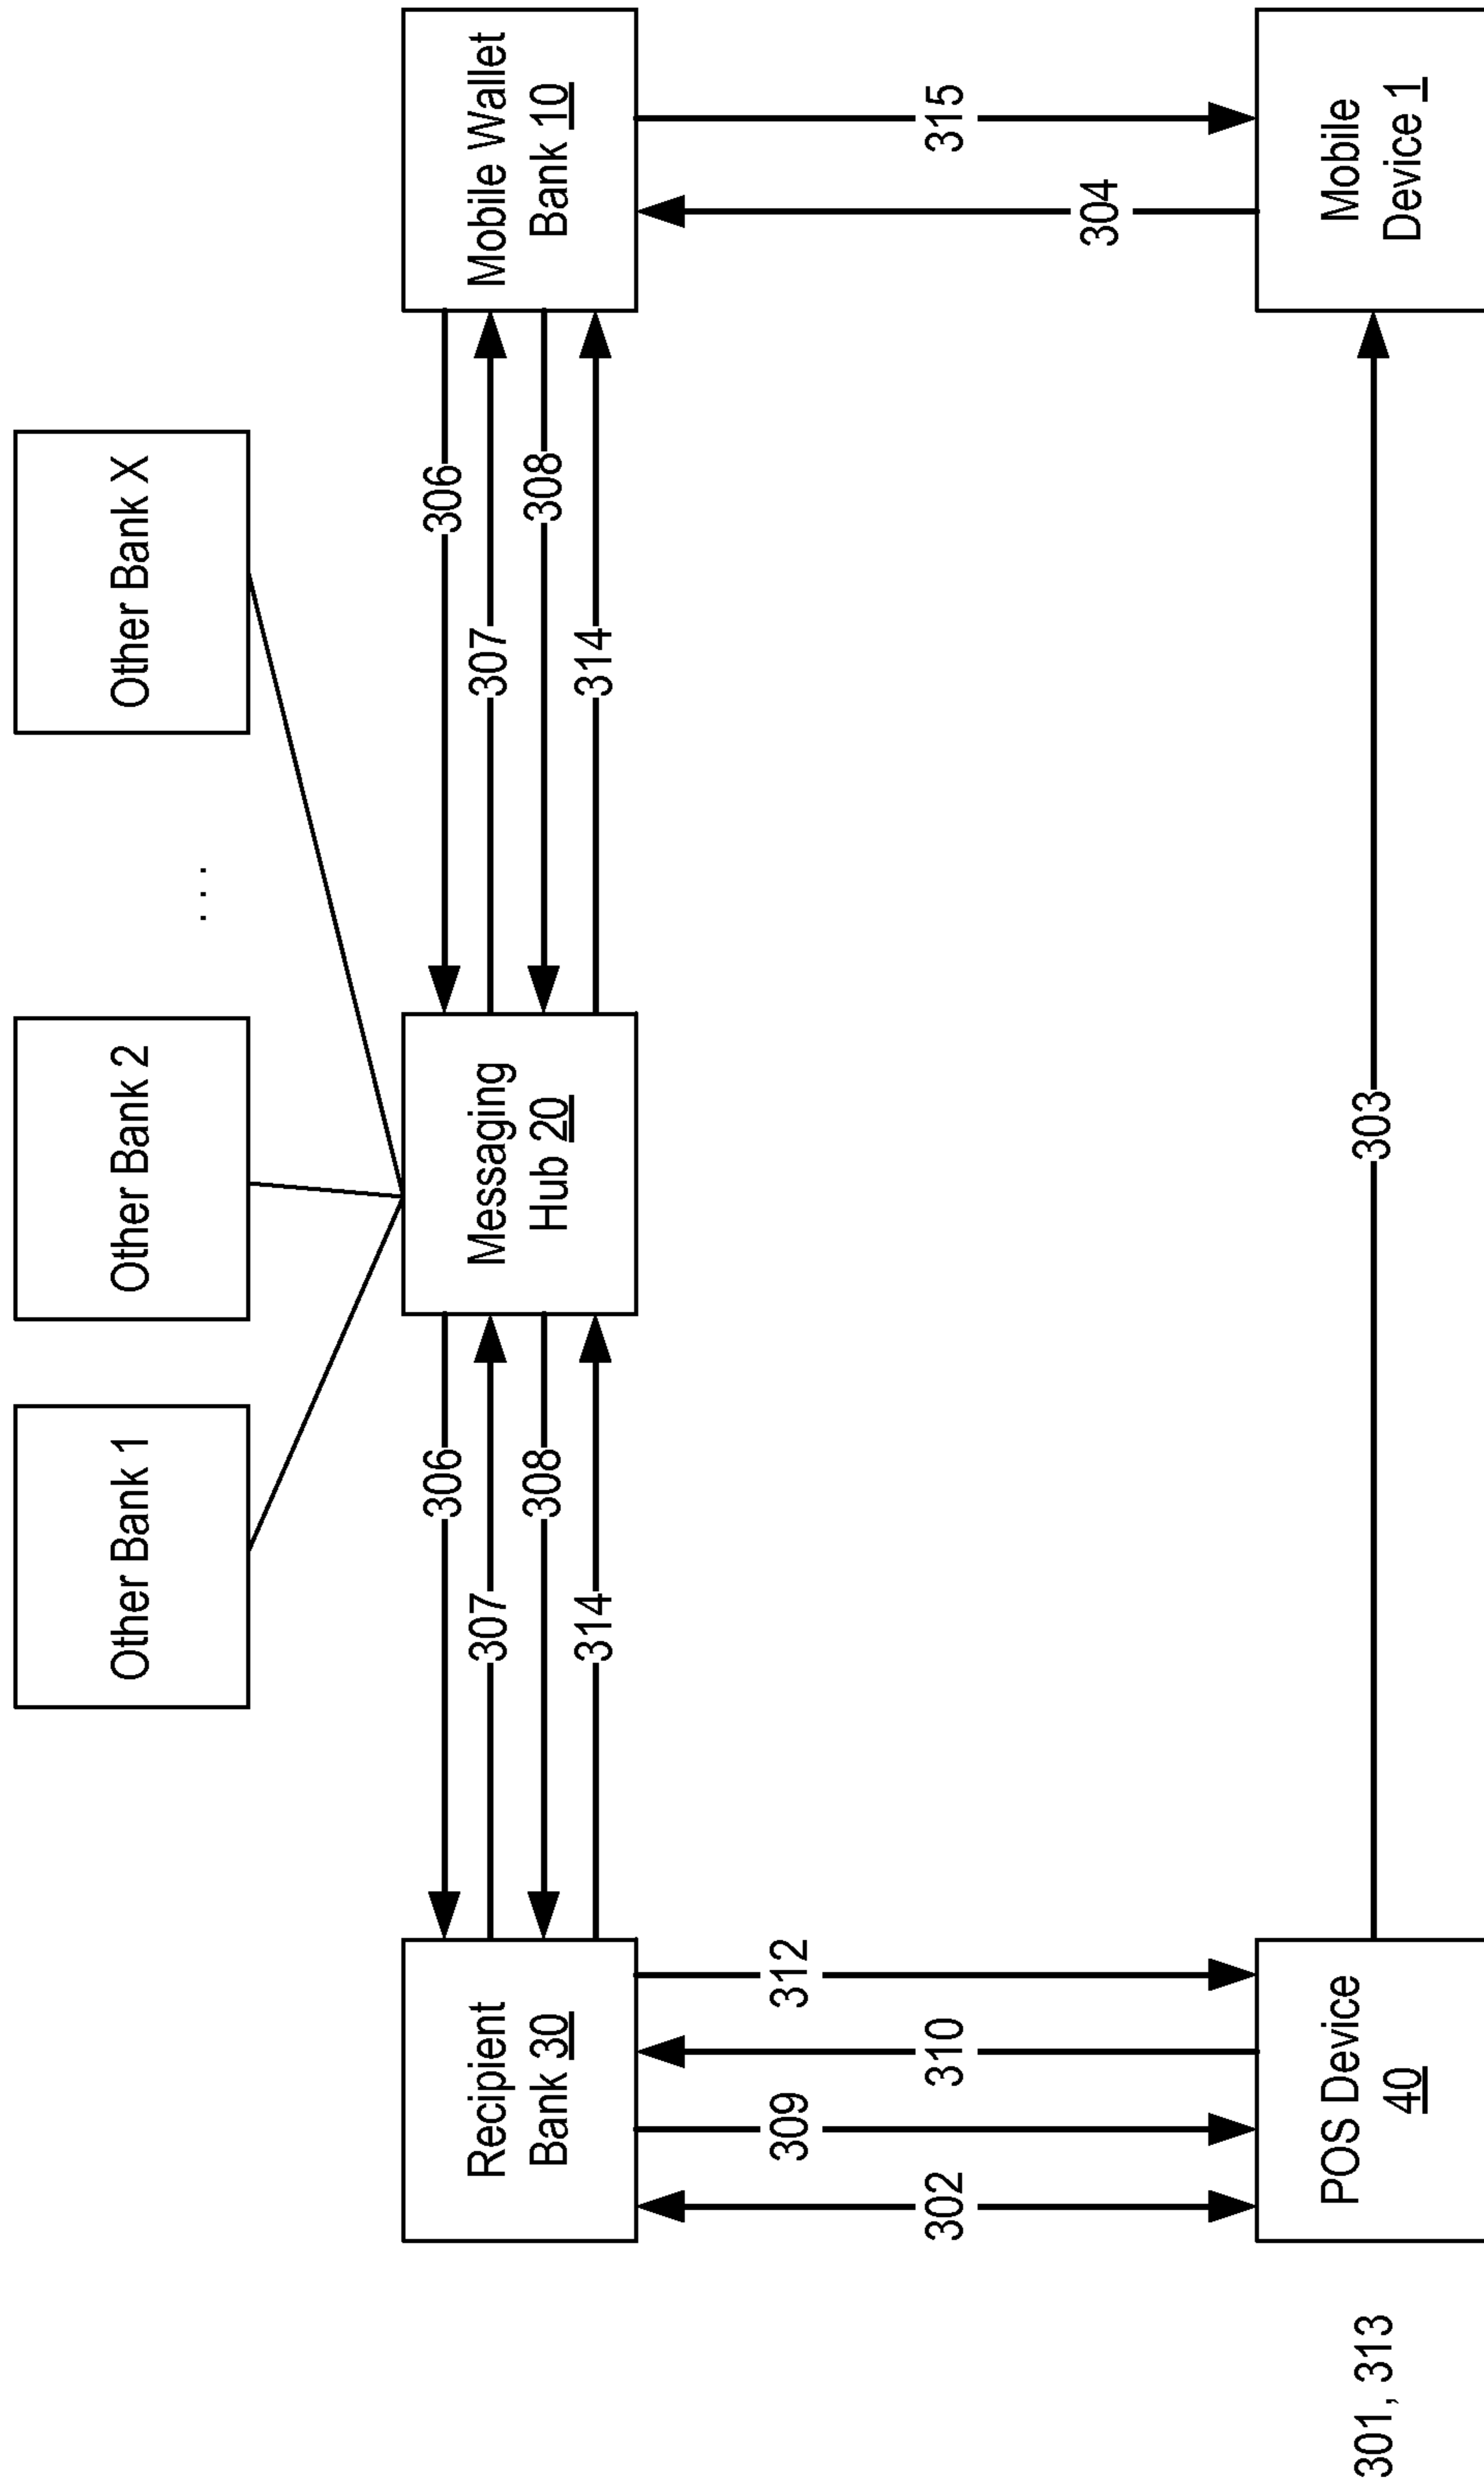 Other Bank 1
Other Bank 2
. . .
Other Bank X
Recipient
Bank 30
306
307
308
314
Messaging
Hub 20
306
307
308
314
Mobile Wallet
Bank 10
302
309
310
312
304
315
301, 313
POS Device
40
303
Mobile
Device 1